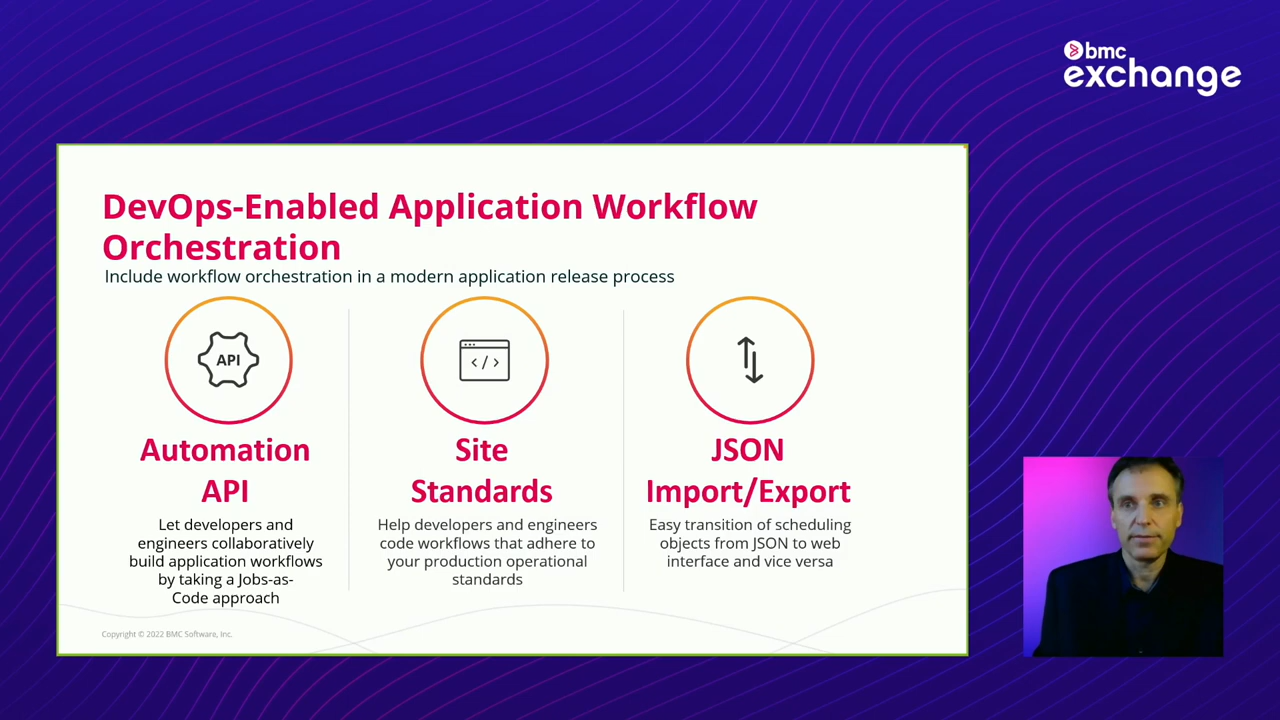 bmc
exchange
DevOps-Enabled Application Workflow
Orchestration
Include workflow orchestration in a modern application release process
API
</>
Automation
API
Let developers and
engineers collaboratively
build application workflows
by taking a Jobs-as-
Code approach
Site
Standards
Help developers and engineers
code workflows that adhere to
your production operational
standards
JSON
Import/Export
Easy transition of scheduling
objects from JSON to web
interface and vice versa
Copyright © 2022 BMC Software, Inc.